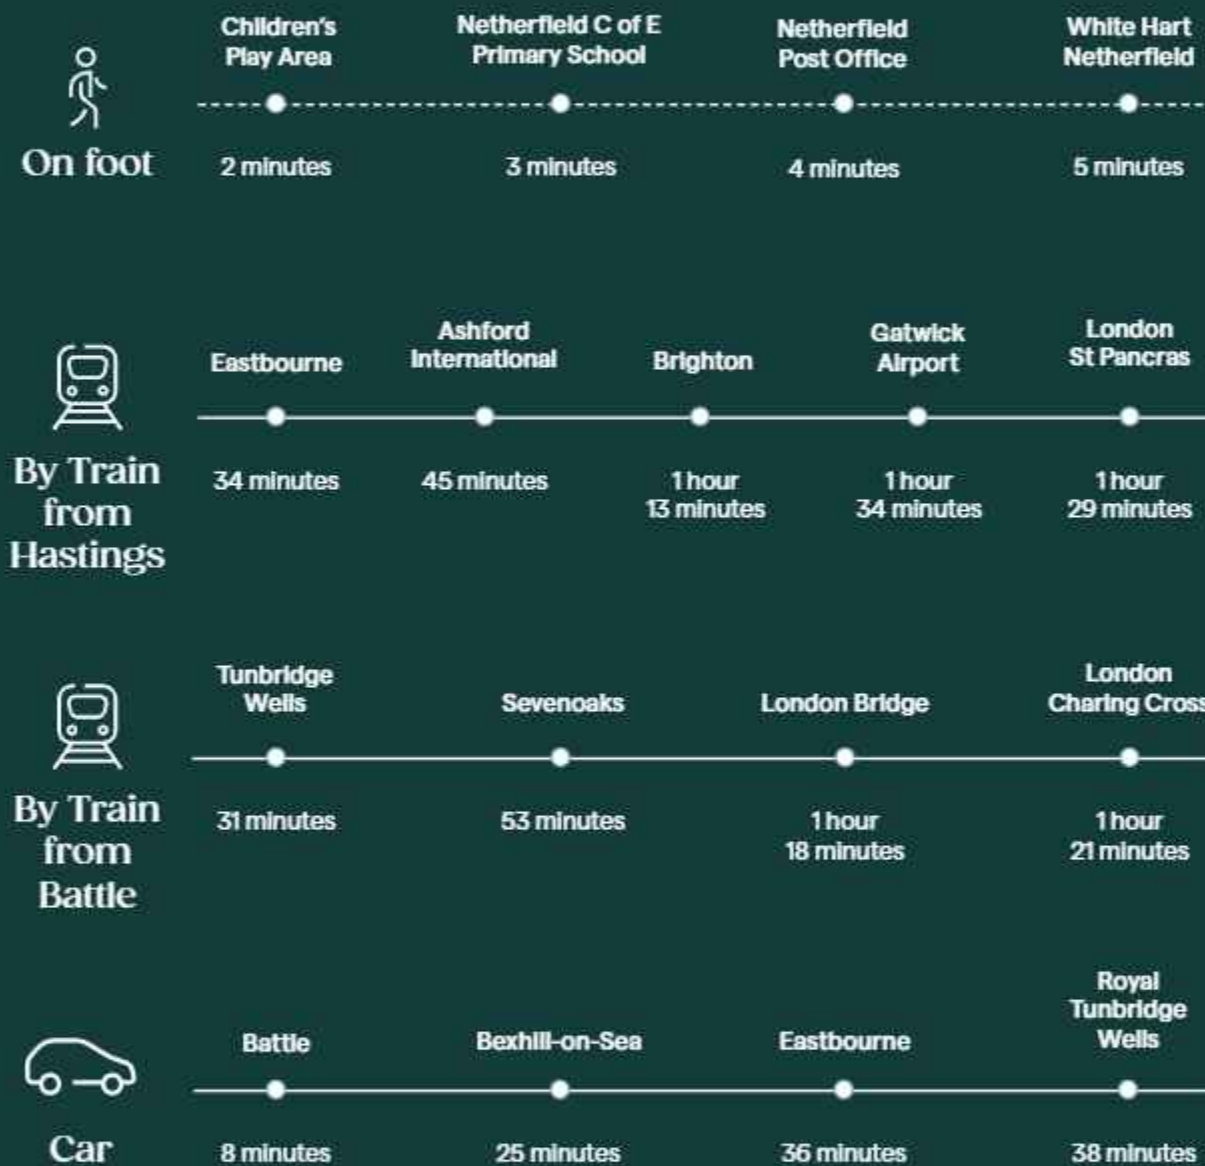 Children's
Play Area
Netherfield C of E
Primary School
Netherfield
Post Office
White Hart
Netherfield
On foot
2 minutes
3 minutes
4 minutes
5 minutes
Eastbourne
Ashford
International
Brighton
Gatwick
Airport
London
St Pancras
By Train
from
Hastings
34 minutes
45 minutes
1 hour
13 minutes
1 hour
34 minutes
1 hour
29 minutes
Tunbridge
Wells
Sevenoaks
London Bridge
London
Charing Cross
By Train
from
Battle
31 minutes
53 minutes
1 hour
18 minutes
1 hour
21 minutes
Battle
Bexhill-on-Sea
Eastbourne
Royal
Tunbridge
Wells
Car
8 minutes
25 minutes
36 minutes
38 minutes